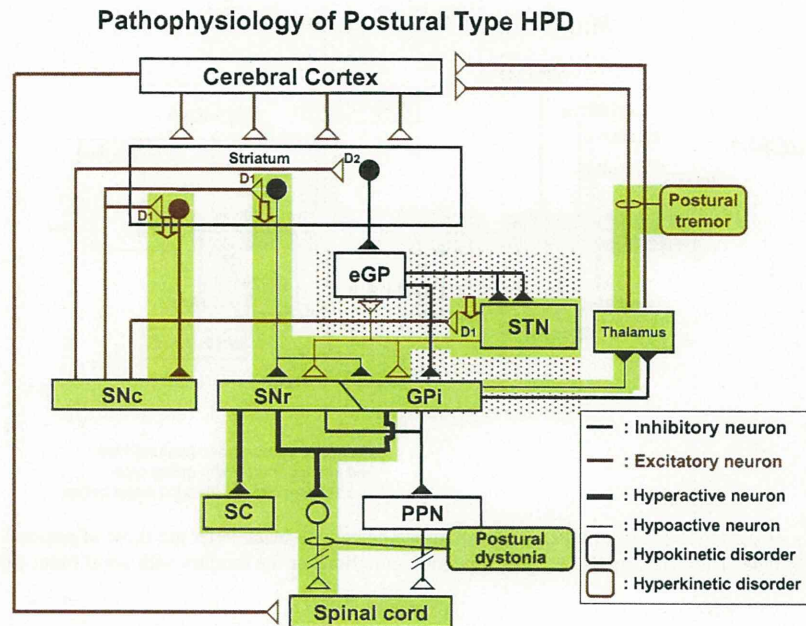 Pathophysiology of Postural Type HPD
Cerebral Cortex
Striatum
D2
D1
D1
Postural
tremor
eGP
D1
STN
Thalamus
SNc
SNr
GPi
SC
PPN
Postural
dystonia
Spinal cord
: Inhibitory neuron
: Excitatory neuron
: Hyperactive neuron
: Hypoactive neuron
: Hypokinetic disorder
: Hyperkinetic disorder